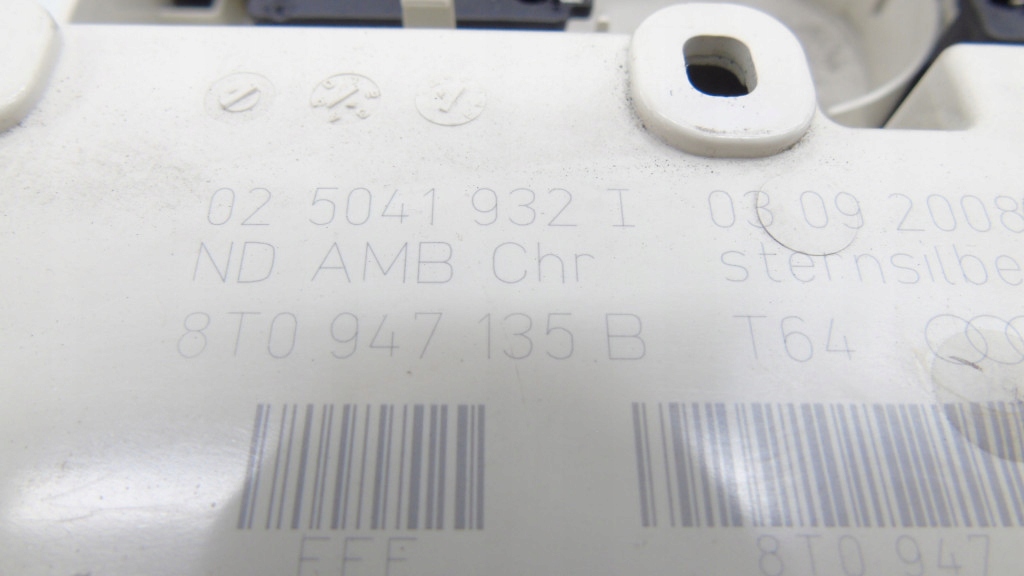 02 5041 932 I 03 09 2008
ND AMB Chr sternsilbe
8T0 947 135 B T64
FFF 8T0 947